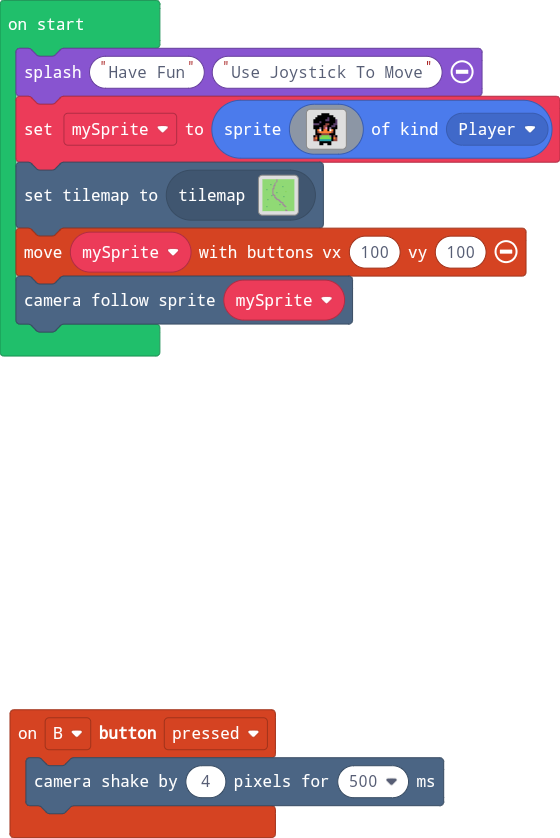 on start
splash "Have Fun" "Use Joystick To Move"
set mySprite to sprite of kind Player
set tilemap to tilemap
move mySprite with buttons vx 100 vy 100
camera follow sprite mySprite
on B button pressed
camera shake by 4 pixels for 500 ms